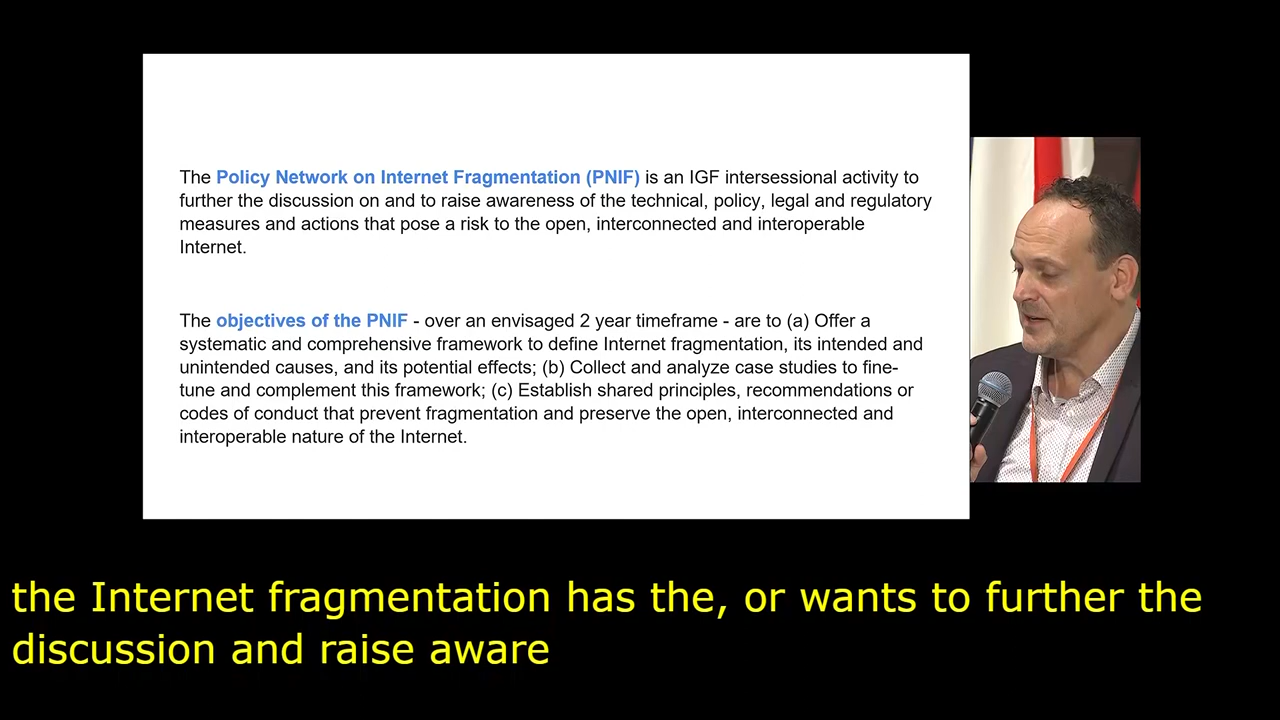 The Policy Network on Internet Fragmentation (PNIF) is an IGF intersessional activity to
further the discussion on and to raise awareness of the technical, policy, legal and regulatory
measures and actions that pose a risk to the open, interconnected and interoperable
Internet.
The objectives of the PNIF - over an envisaged 2 year timeframe - are to (a) Offer a
systematic and comprehensive framework to define Internet fragmentation, its intended and
unintended causes, and its potential effects; (b) Collect and analyze case studies to fine-
tune and complement this framework; (c) Establish shared principles, recommendations or
codes of conduct that prevent fragmentation and preserve the open, interconnected and
interoperable nature of the Internet.
the Internet fragmentation has the, or wants to further the
discussion and raise aware